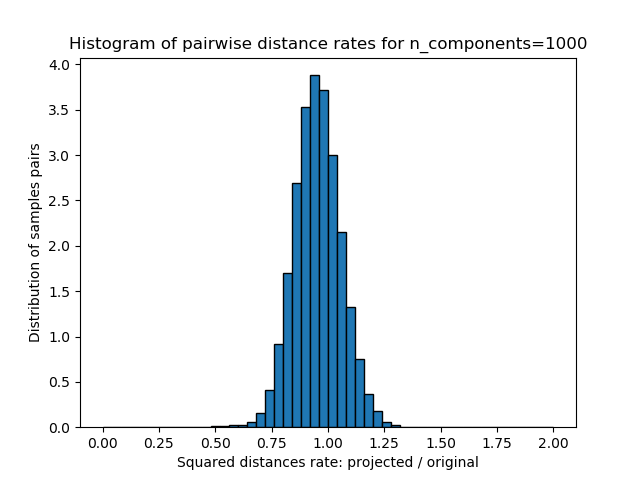 Histogram of pairwise distance rates for n_components=1000
Distribution of samples pairs
4.0
3.5
3.0
2.5
2.0
1.5
1.0
0.5
0.0
0.00 0.25 0.50 0.75 1.00 1.25 1.50 1.75 2.00
Squared distances rate: projected / original